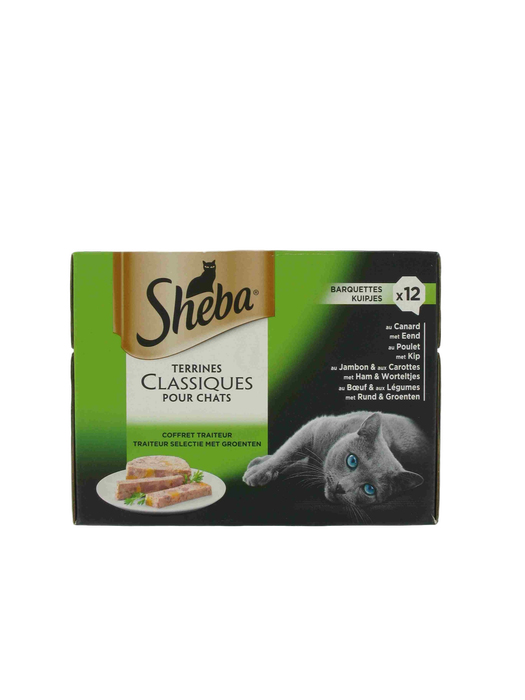 Sheba®
TERRINES
CLASSIQUES
POUR CHATS
COFFRET TRAITEUR
TRAITEUR SELECTIE MET GROENTEN
BARQUETTES
KUIPJES
x12
au Canard
met Eend
au Poulet
met Kip
au Jambon & aux Carottes
met Ham & Worteltjes
au Bœuf & aux Légumes
met Rund & Groenten